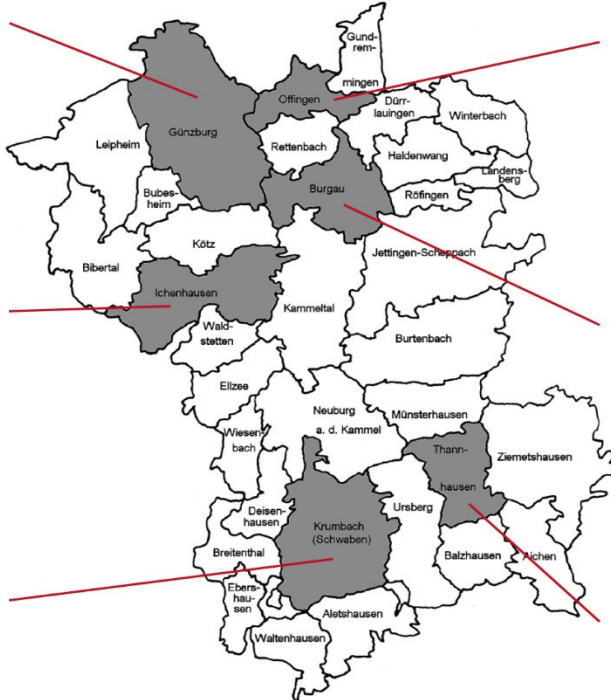 Gund-
rem-
mingen
Offingen
Dürr-
lauingen
Winterbach
Günzburg
Leipheim
Rettenbach
Haldenwang
Landens-
berg
Bubes-
heim
Burgau
Röfingen
Kötz
Jettingen-Scheppach
Bibertal
Ichenhausen
Kammeltal
Wald-
stetten
Burtenbach
Ellzee
Neuburg
a. d. Kammel
Münsterhausen
Wiesen-
bach
Thann-
hausen
Ziemetshausen
Deisen-
hausen
Ursberg
Krumbach
(Schwaben)
Breitenthal
Balzhausen
Aichen
Ebers-
hau-
sen
Aletshausen
Waltenhausen